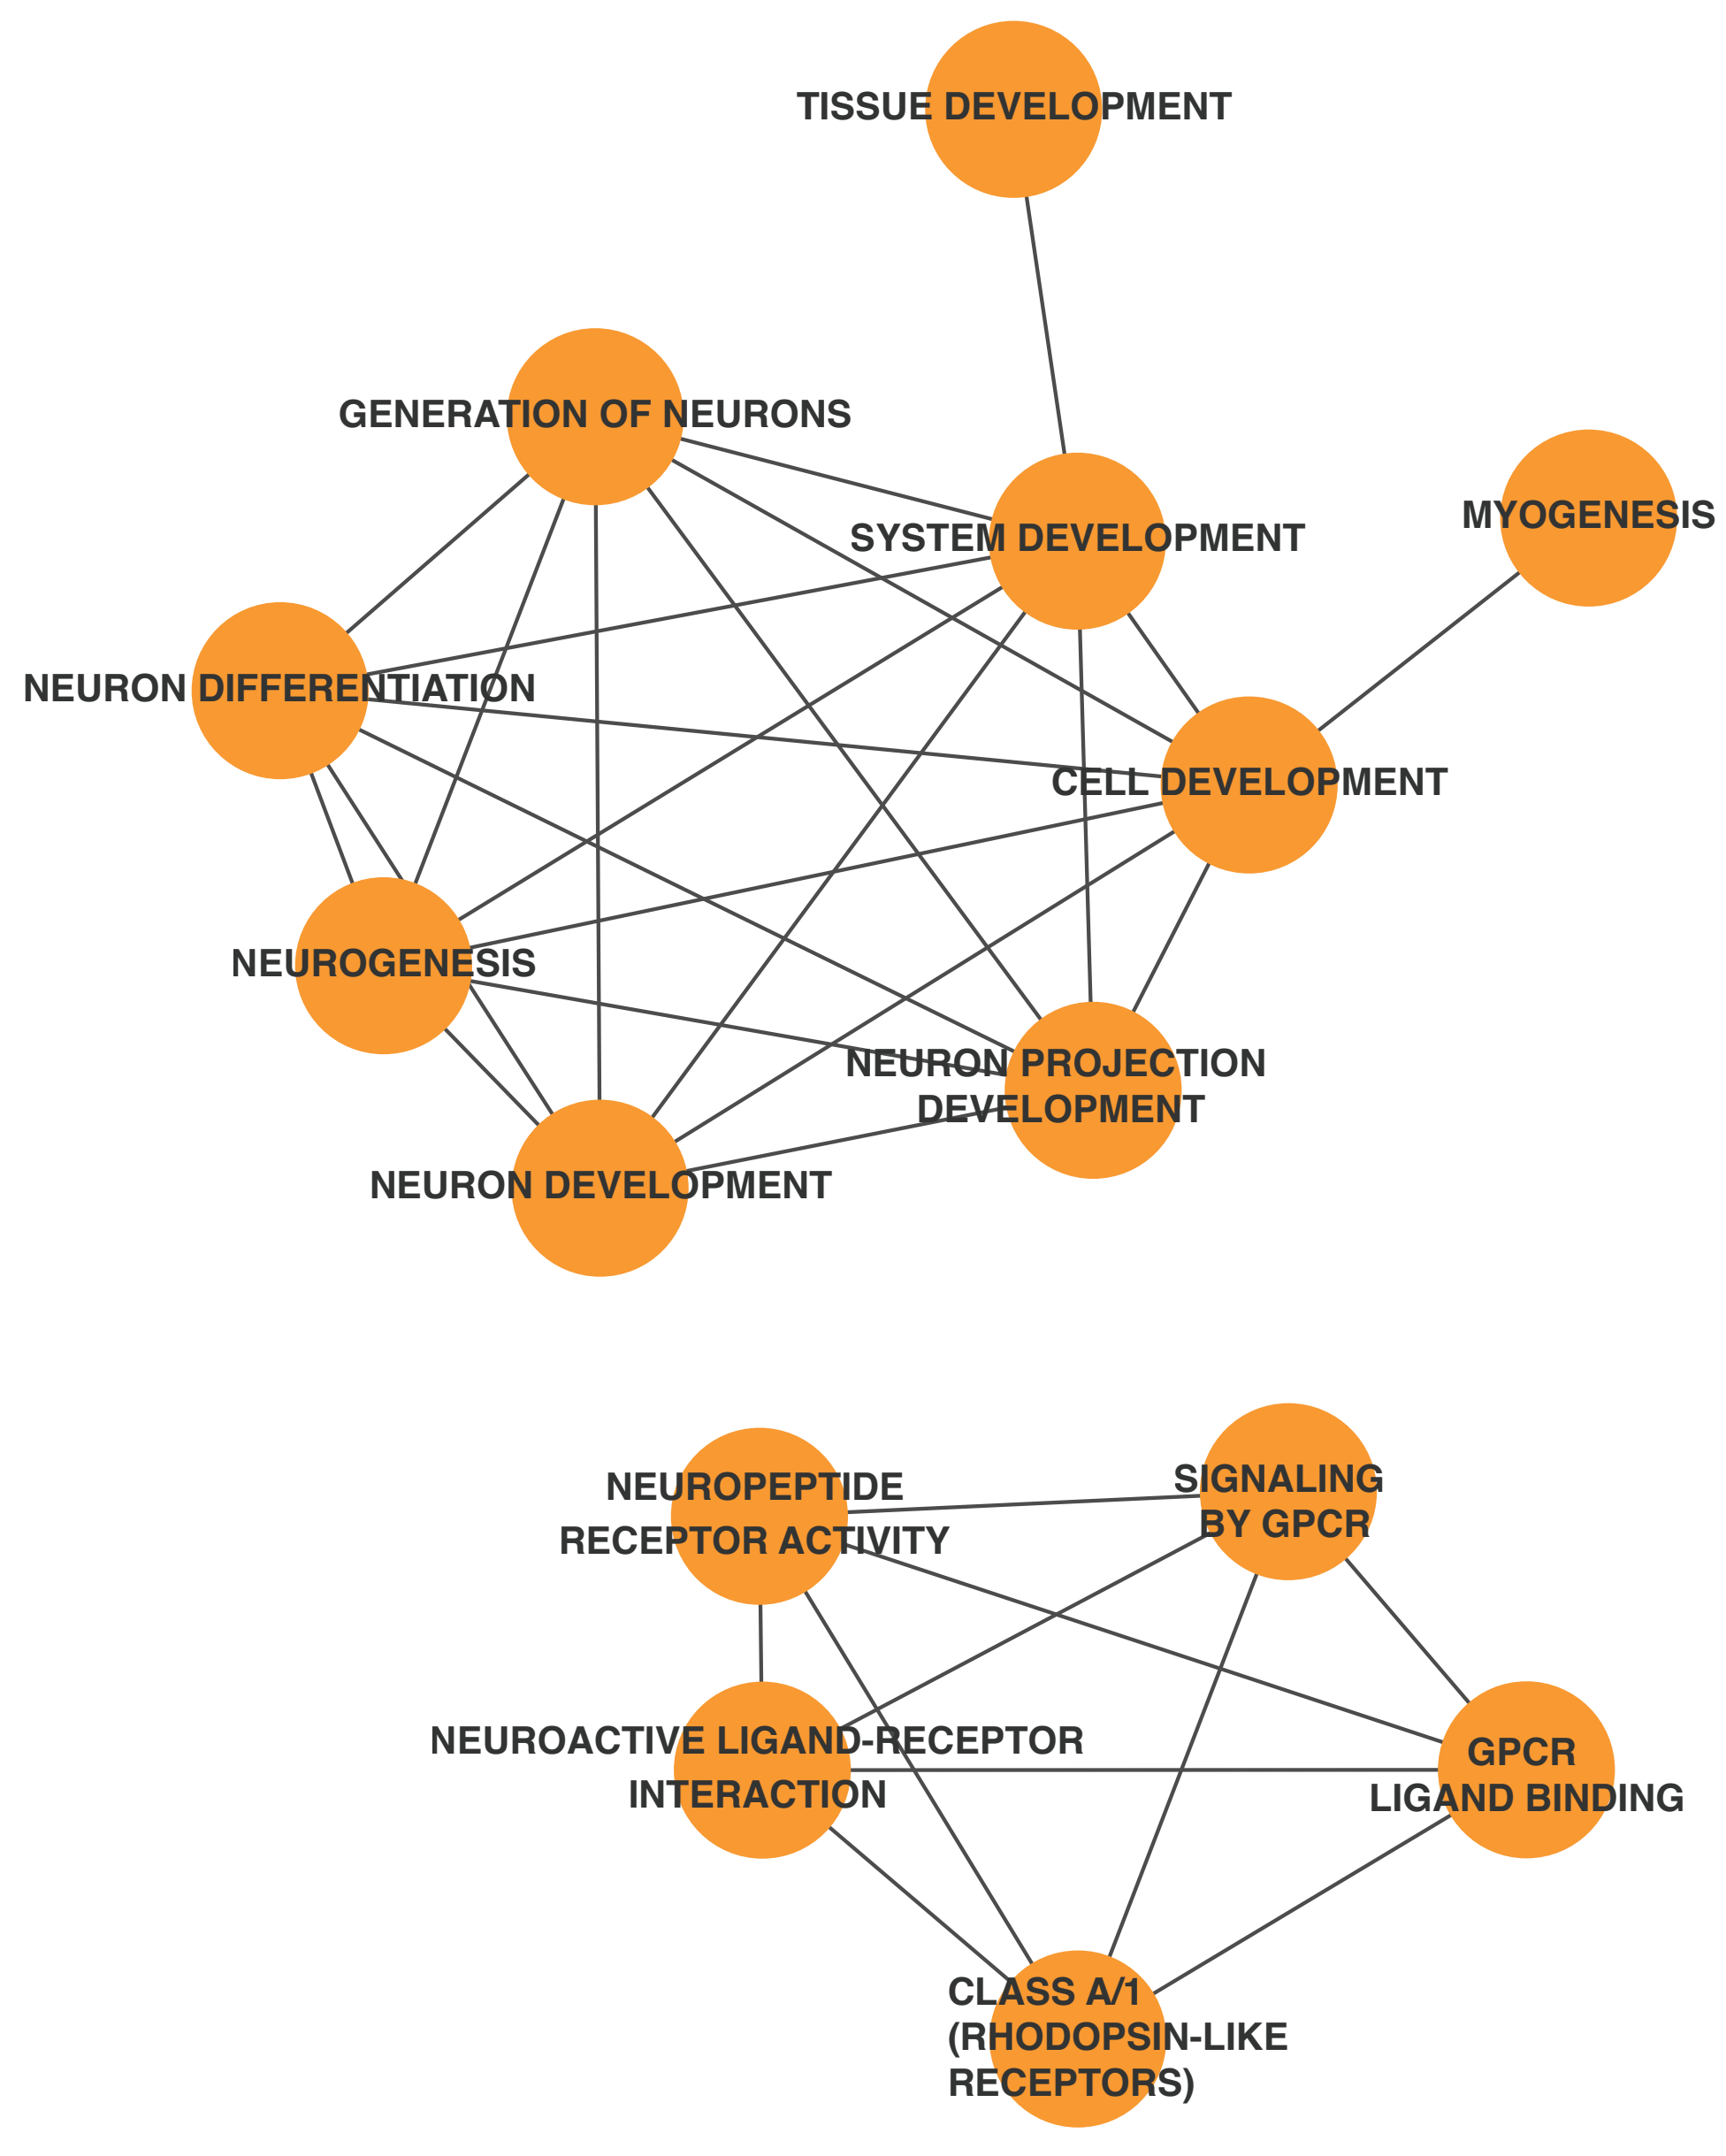 TISSUE DEVELOPMENT
GENERATION OF NEURONS
MYOGENESIS
SYSTEM DEVELOPMENT
NEURON DIFFERENTIATION
CELL DEVELOPMENT
NEUROGENESIS
NEURON PROJECTION
DEVELOPMENT
NEURON DEVELOPMENT
NEUROPEPTIDE
RECEPTOR ACTIVITY
SIGNALING
BY GPCR
NEUROACTIVE LIGAND-RECEPTOR
INTERACTION
GPCR
LIGAND BINDING
CLASS A/1
(RHODOPSIN-LIKE
RECEPTORS)